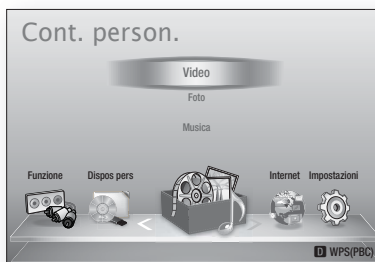 Cont. person.
Video
Foto
Musica
Funzione Dispos pers Internet Impostazioni
D WPS(PBC)